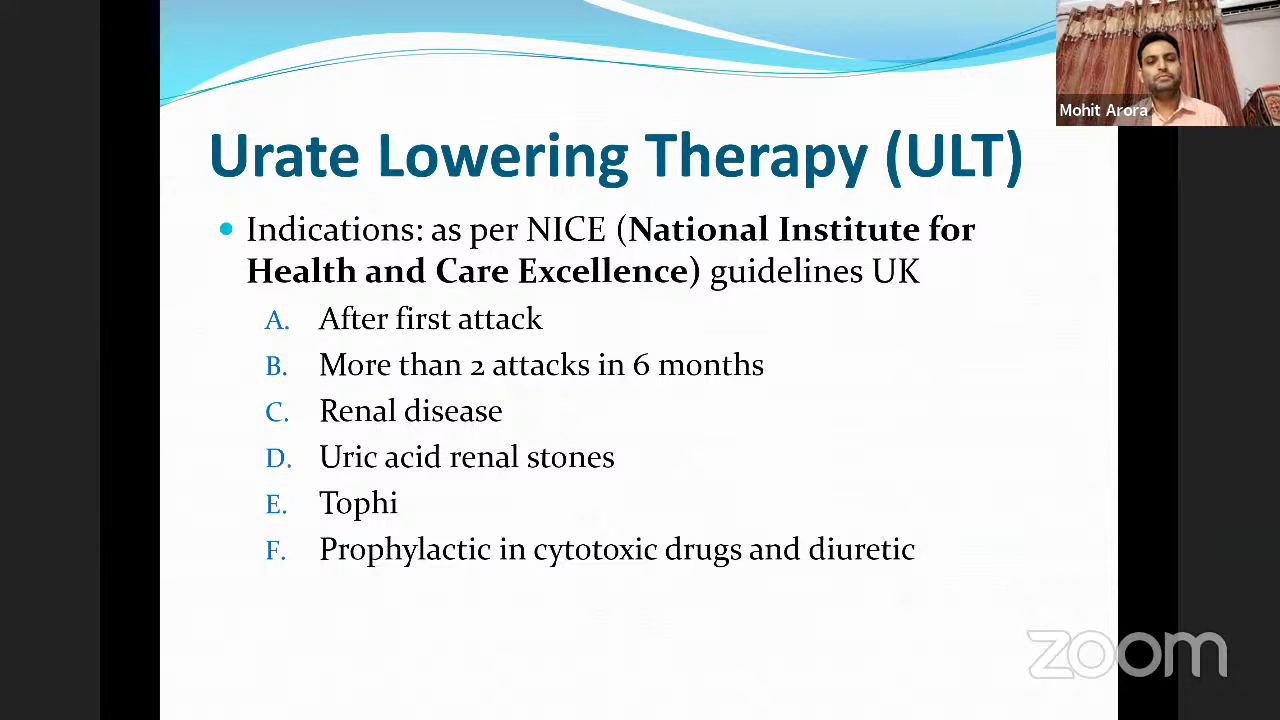 Mohit Arora
Urate Lowering Therapy (ULT)
Indications: as per NICE (National Institute for
Health and Care Excellence) guidelines UK
A. After first attack
B. More than 2 attacks in 6 months
C. Renal disease
D. Uric acid renal stones
E. Tophi
F. Prophylactic in cytotoxic drugs and diuretic
zoom